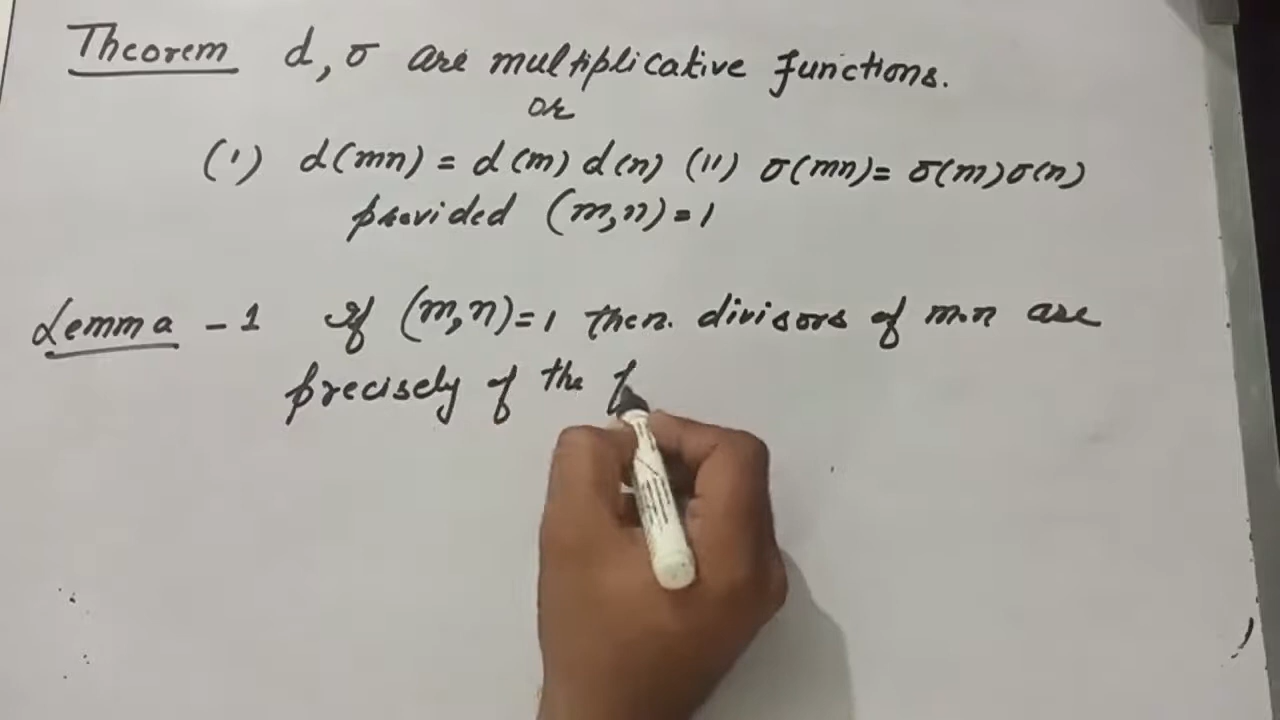 Theorem d, σ are multiplicative functions.
or
(i) d(mn) = d(m) d(n) (ii) σ(mn) = σ(m)σ(n)
provided (m,n) = 1
Lemma - 1 If (m,n)=1 then divisors of m.n are
precisely of the f